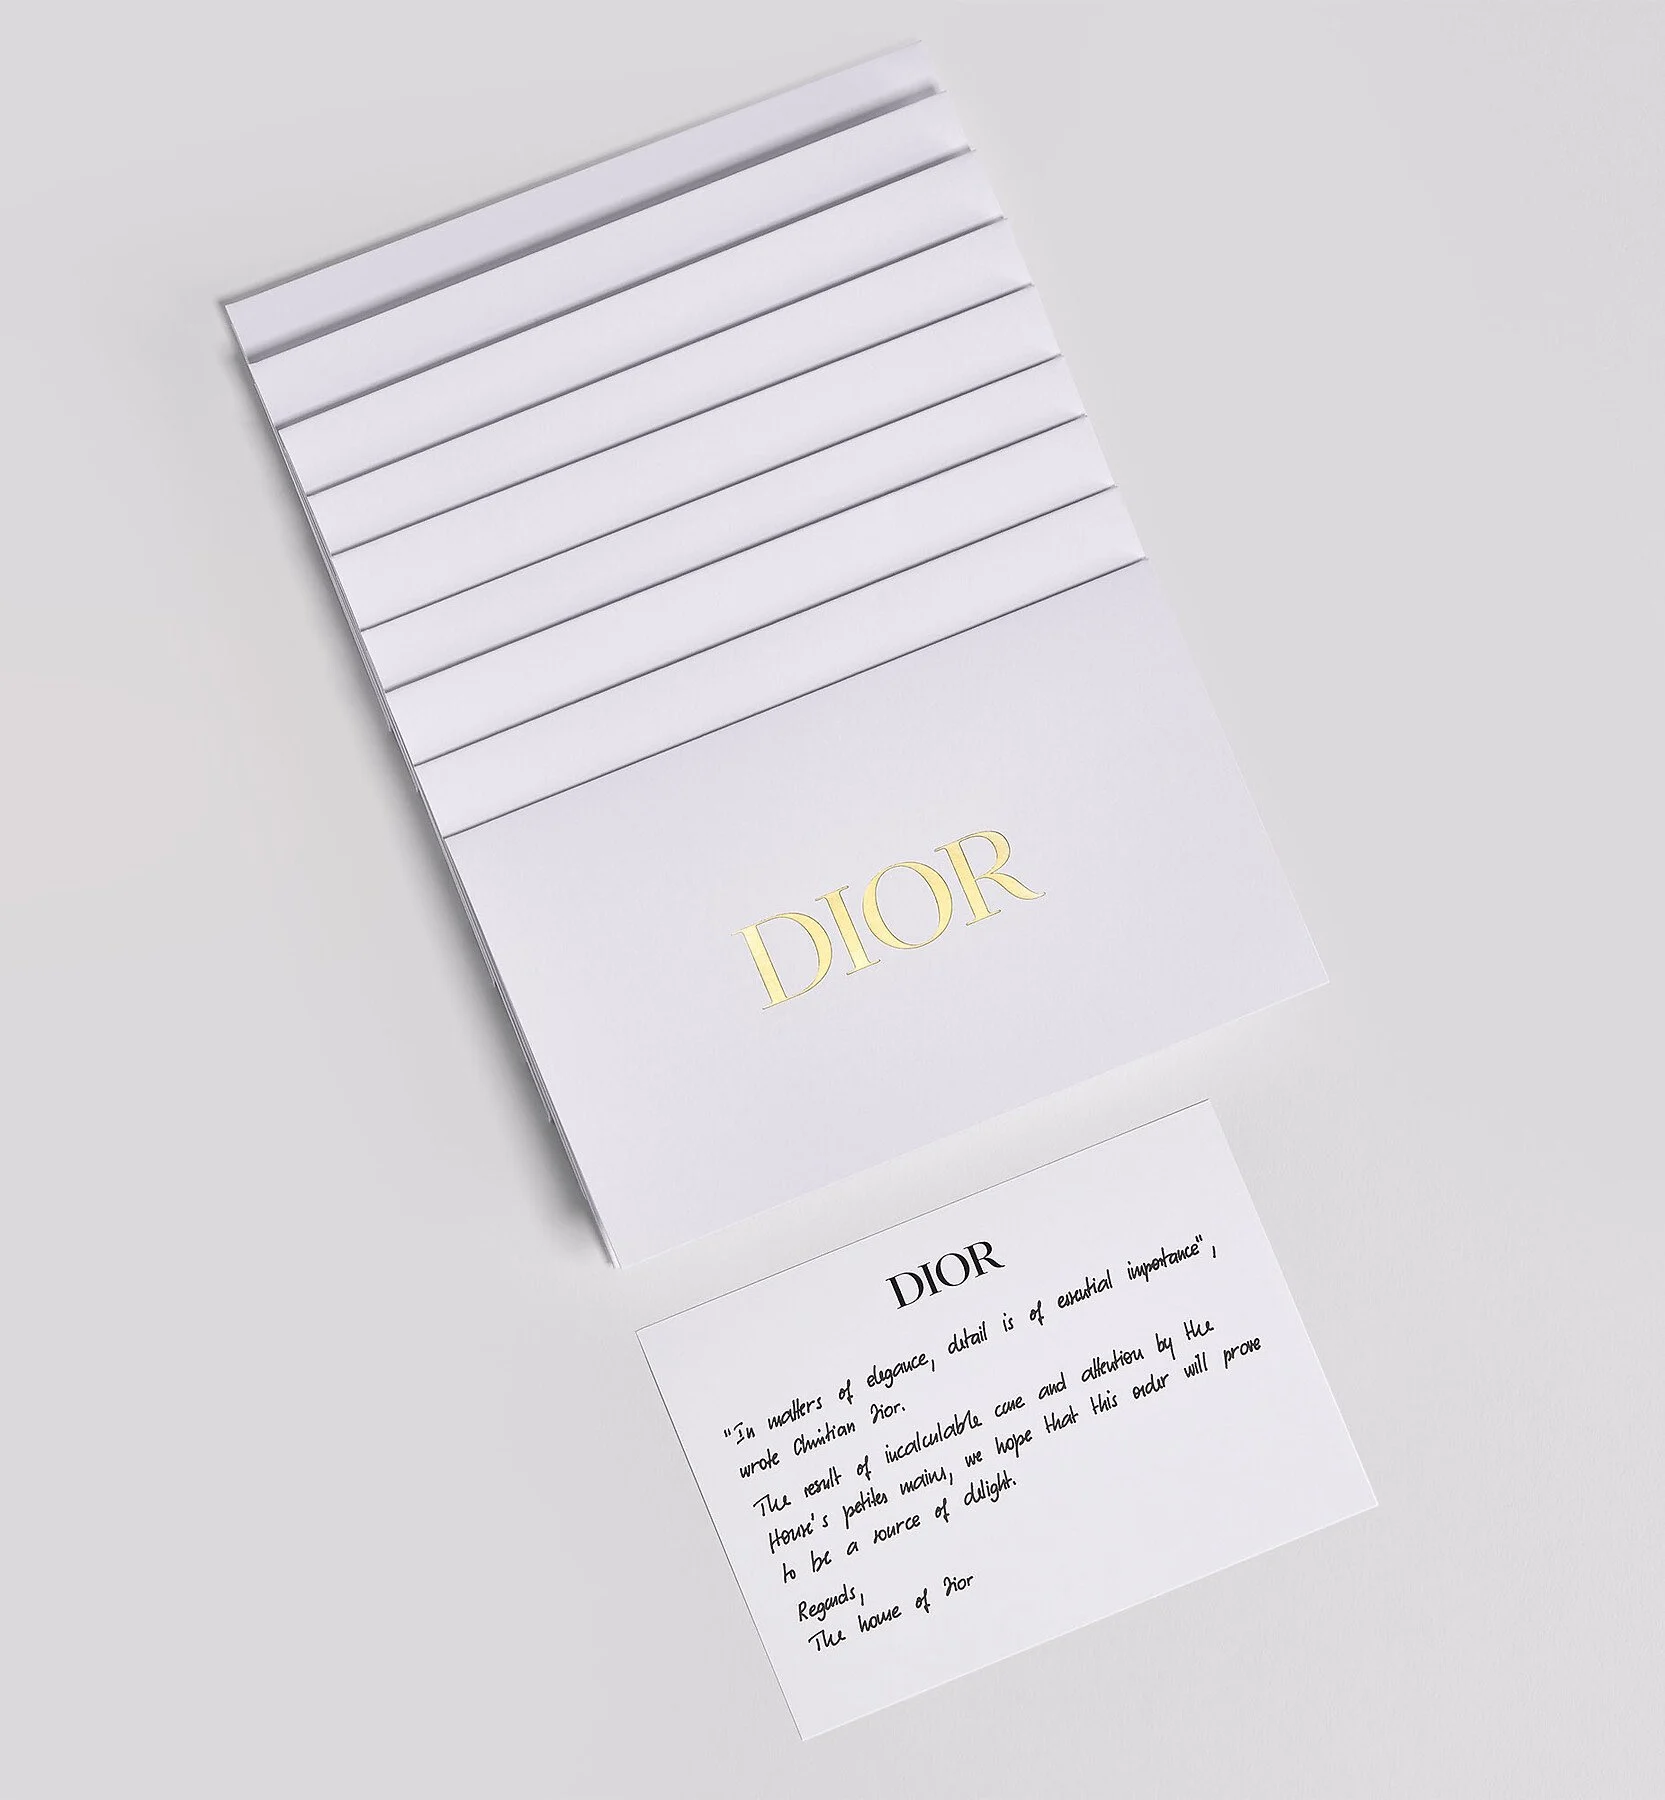 DIOR
DIOR
"In matters of elegance, detail is of essential importance",
wrote Christian Dior.
The result of incalculable care and attention by the
House's petites mains, we hope that this order will prove
to be a source of delight.
Regards,
The house of Dior